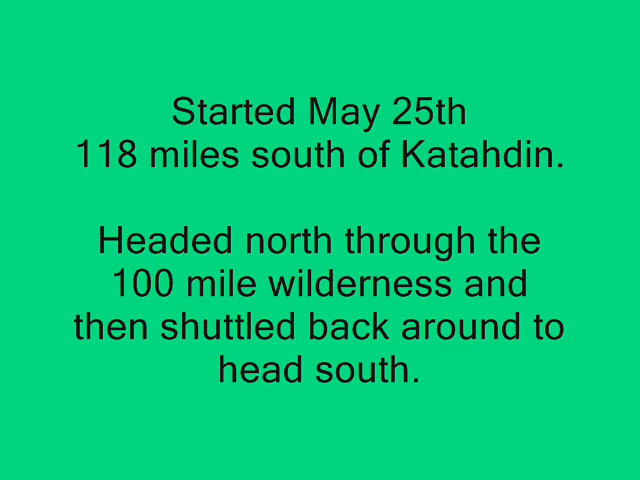 Started May 25th
118 miles south of Katahdin.
Headed north through the
100 mile wilderness and
then shuttled back around to
head south.